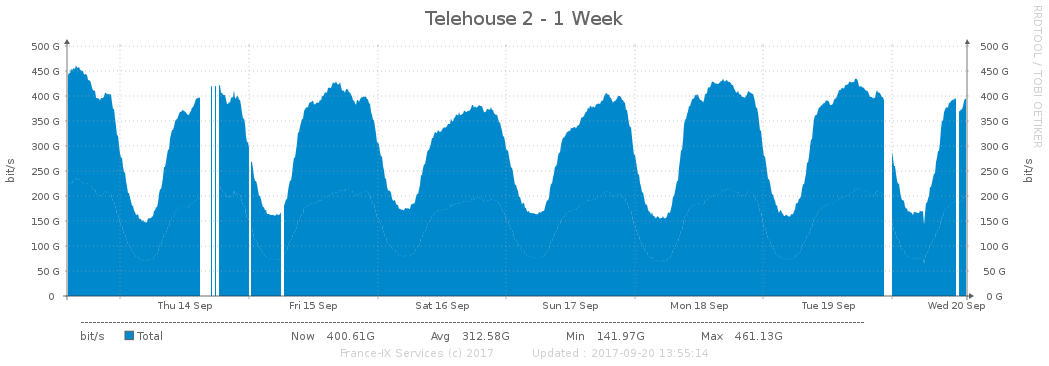 Telehouse 2 - 1 Week
RRDTOOL / TOBI OETIKER
bit/s
500 G 500 G
450 G 450 G
400 G 400 G
350 G 350 G
300 G 300 G
250 G 250 G
200 G 200 G
150 G 150 G
100 G 100 G
50 G 50 G
0 0 G
bit/s
Thu 14 Sep Fri 15 Sep Sat 16 Sep Sun 17 Sep Mon 18 Sep Tue 19 Sep Wed 20 Sep
bit/s Total Now 400.61G Avg 312.58G Min 141.97G Max 461.13G
France-IX Services (c) 2017 Updated : 2017-09-20 13:55:14